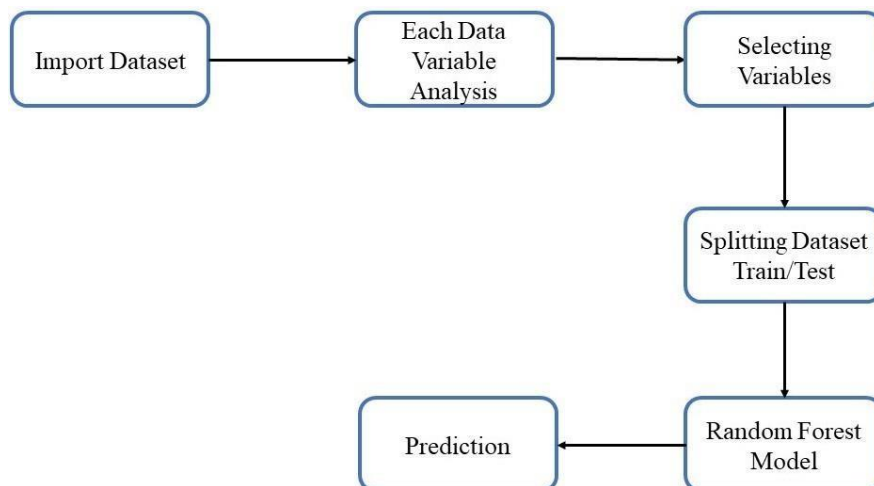 Import Dataset
Each Data
Variable
Analysis
Selecting
Variables
Splitting Dataset
Train/Test
Random Forest
Model
Prediction